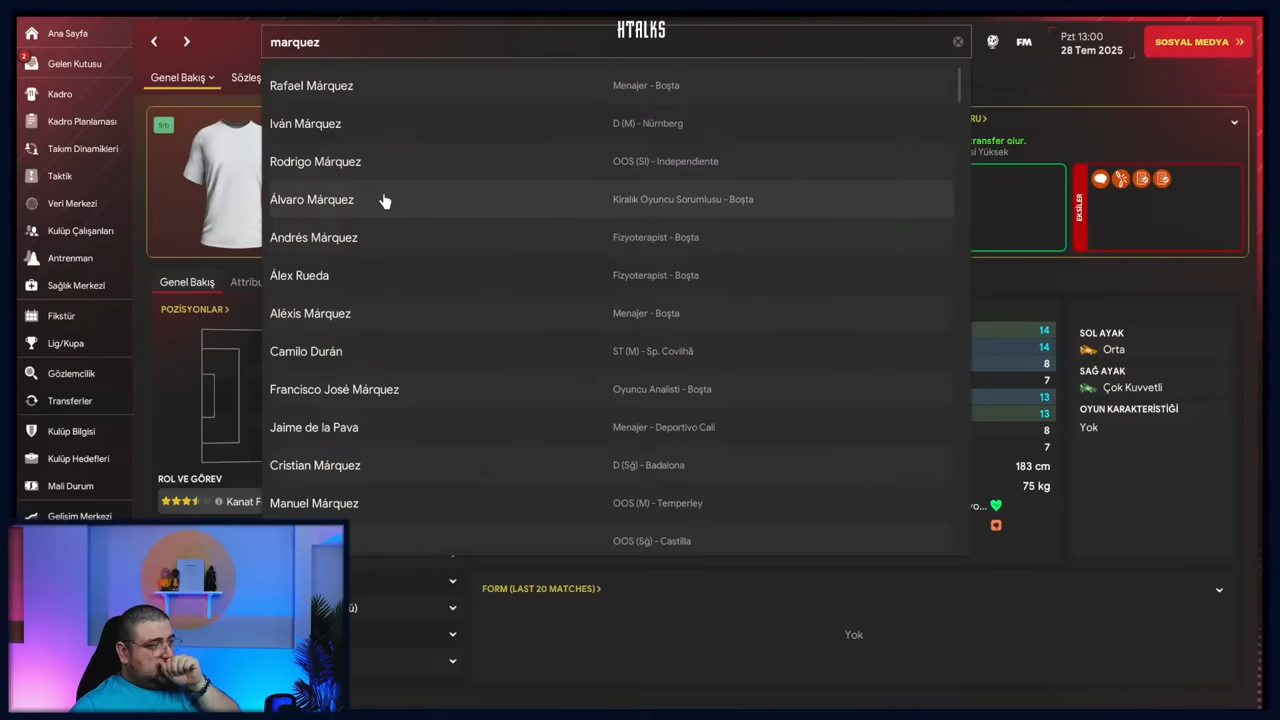 HTALKS
Ana Sayfa
2
Gelen Kutusu
Kadro
Kadro Planlaması
Takım Dinamikleri
Taktik
Veri Merkezi
Kulüp Çalışanları
Antrenman
Sağlık Merkezi
Fikstür
Lig/Kupa
Gözlemcilik
Transferler
Kulüp Bilgisi
Kulüp Hedefleri
Mali Durum
Gelişim Merkezi
marquez
FM
Pzt 13:00
28 Tem 2025
SOSYAL MEDYA
Genel Bakış
Sözleş
Srb
Rafael Márquez
Menajer - Boşta
Iván Márquez
D (M) - Nürnberg
Rodrigo Márquez
OOS (Sl) - Independiente
Álvaro Márquez
Kiralık Oyuncu Sorumlusu - Boşta
Andrés Márquez
Fizyoterapist - Boşta
Álex Rueda
Fizyoterapist - Boşta
Aléxis Márquez
Menajer - Boşta
Camilo Durán
ST (M) - Sp. Covilhã
Francisco José Márquez
Oyuncu Analisti - Boşta
Jaime de la Pava
Menajer - Deportivo Cali
Cristian Márquez
D (Sğ) - Badalona
Manuel Márquez
OOS (M) - Temperley
OOS (Sğ) - Castilla
RU >
ransfer olur.
si Yüksek
EKSİLER
Genel Bakış
Attribu
POZİSYONLAR >
ROL VE GÖREV
Kanat F
14
14
8
7
13
13
8
7
183 cm
75 kg
yo...
SOL AYAK
Orta
SAĞ AYAK
Çok Kuvvetli
OYUN KARAKTERİSTİĞİ
Yok
ü)
FORM (LAST 20 MATCHES) >
Yok